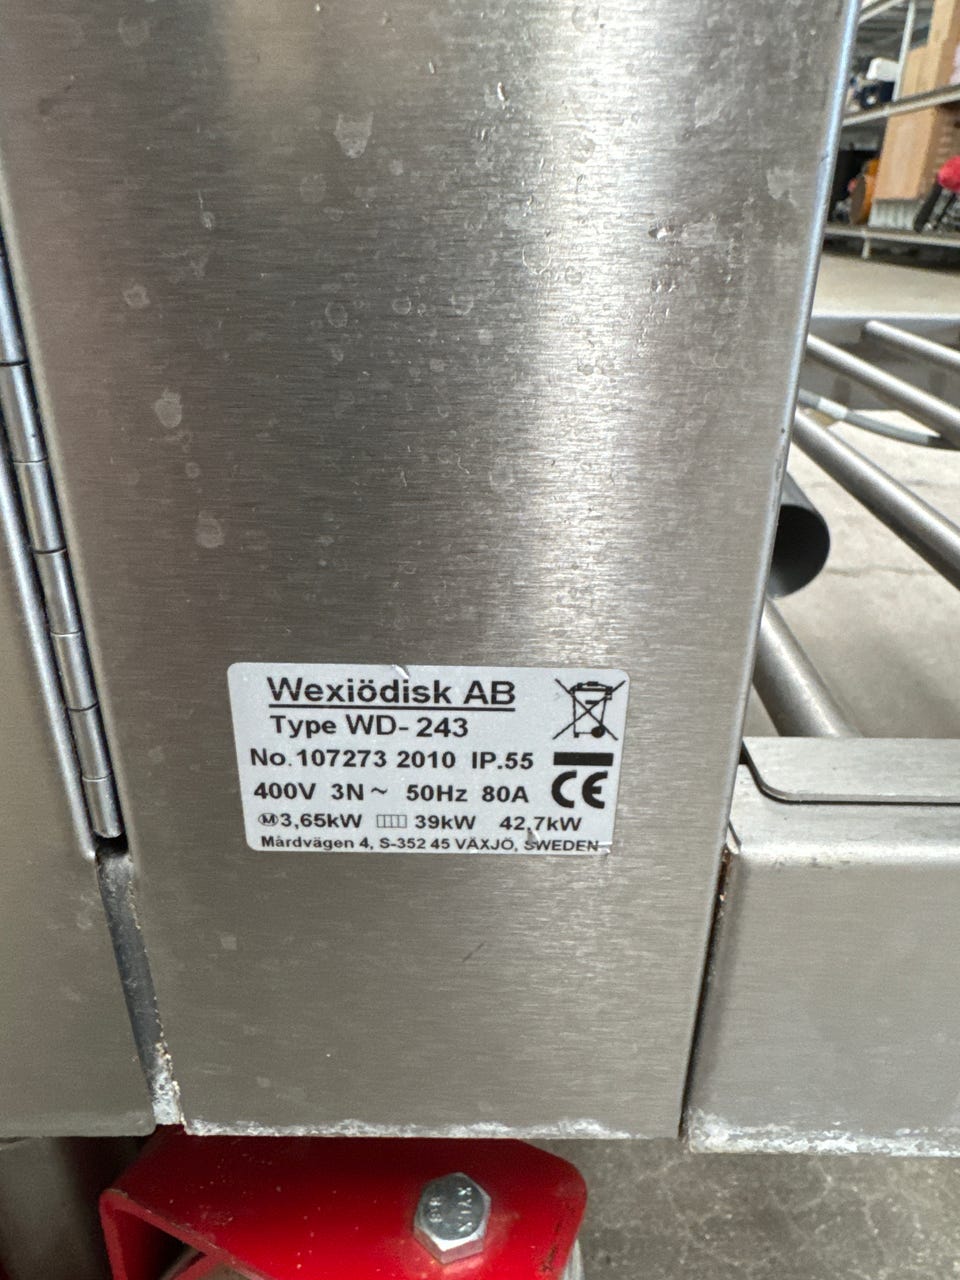 Wexiödisk AB
Type WD-243
No.107273 2010 IP.55
400V 3N~ 50Hz 80A
CE
M 3,65kW 39kW 42,7kW
Mårdvägen 4, S-352 45 VÄXJÖ, SWEDEN